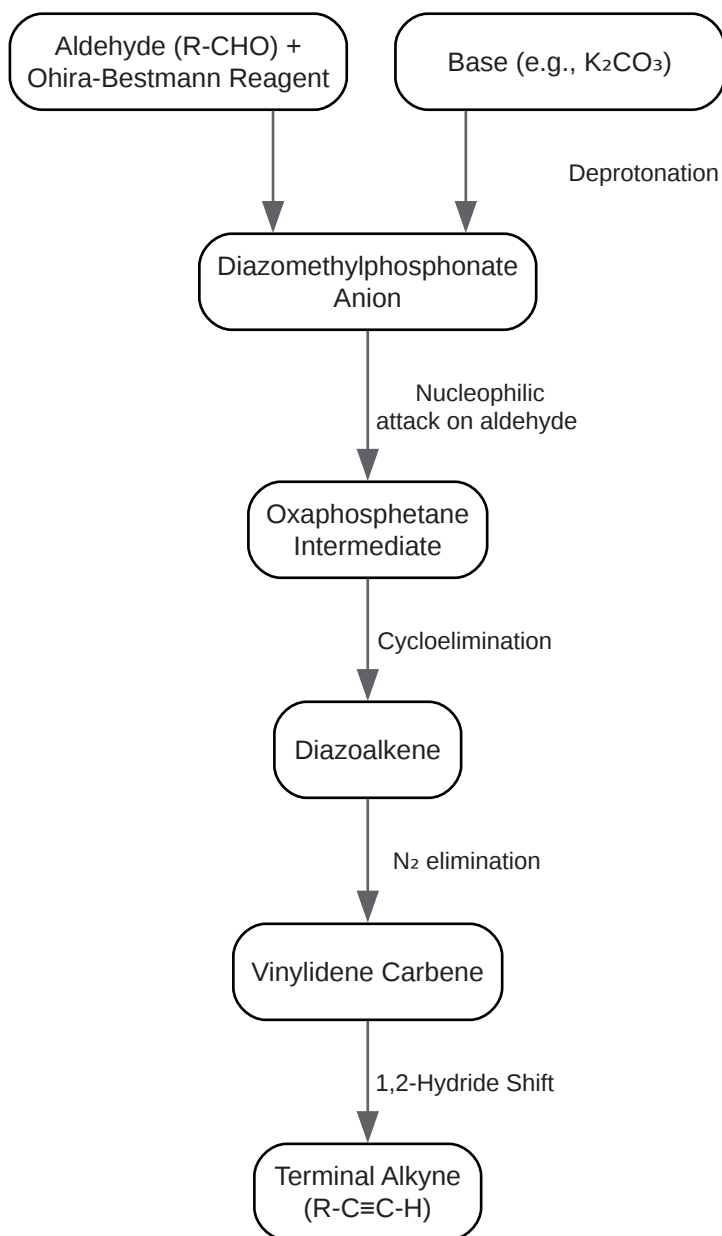 Aldehyde (R-CHO) +
Ohira-Bestmann Reagent
Base (e.g., K₂CO₃)
Deprotonation
Diazomethylphosphonate
Anion
Nucleophilic
attack on aldehyde
Oxaphosphetane
Intermediate
Cycloelimination
Diazoalkene
N₂ elimination
Vinylidene Carbene
1,2-Hydride Shift
Terminal Alkyne
(R-C≡C-H)